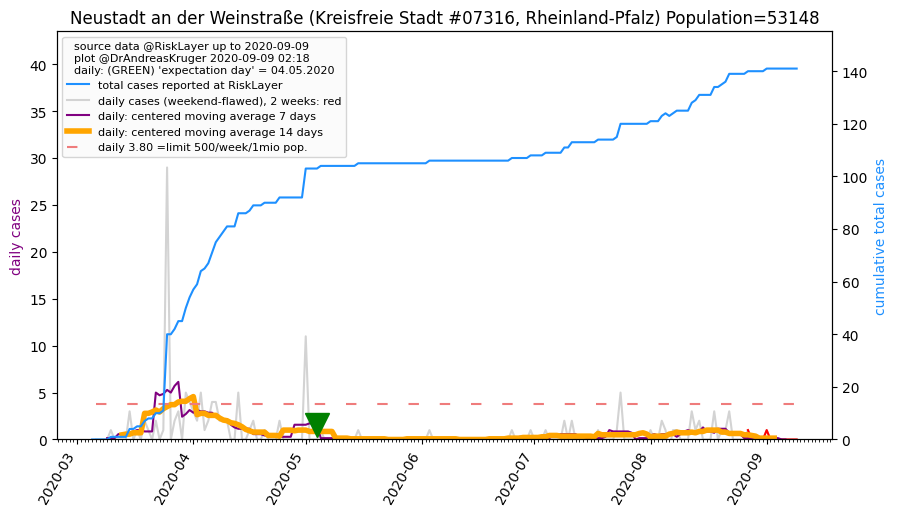 Neustadt an der Weinstraße (Kreisfreie Stadt #07316, Rheinland-Pfalz) Population=53148
source data @RiskLayer up to 2020-09-09
plot @DrAndreasKruger 2020-09-09 02:18
daily: (GREEN) 'expectation day' = 04.05.2020
total cases reported at RiskLayer
daily cases (weekend-flawed), 2 weeks: red
daily: centered moving average 7 days
daily: centered moving average 14 days
daily 3.80 =limit 500/week/1mio pop.
daily cases
40
35
30
25
20
15
10
5
0
cumulative total cases
140
120
100
80
60
40
20
0
2020-03
2020-04
2020-05
2020-06
2020-07
2020-08
2020-09